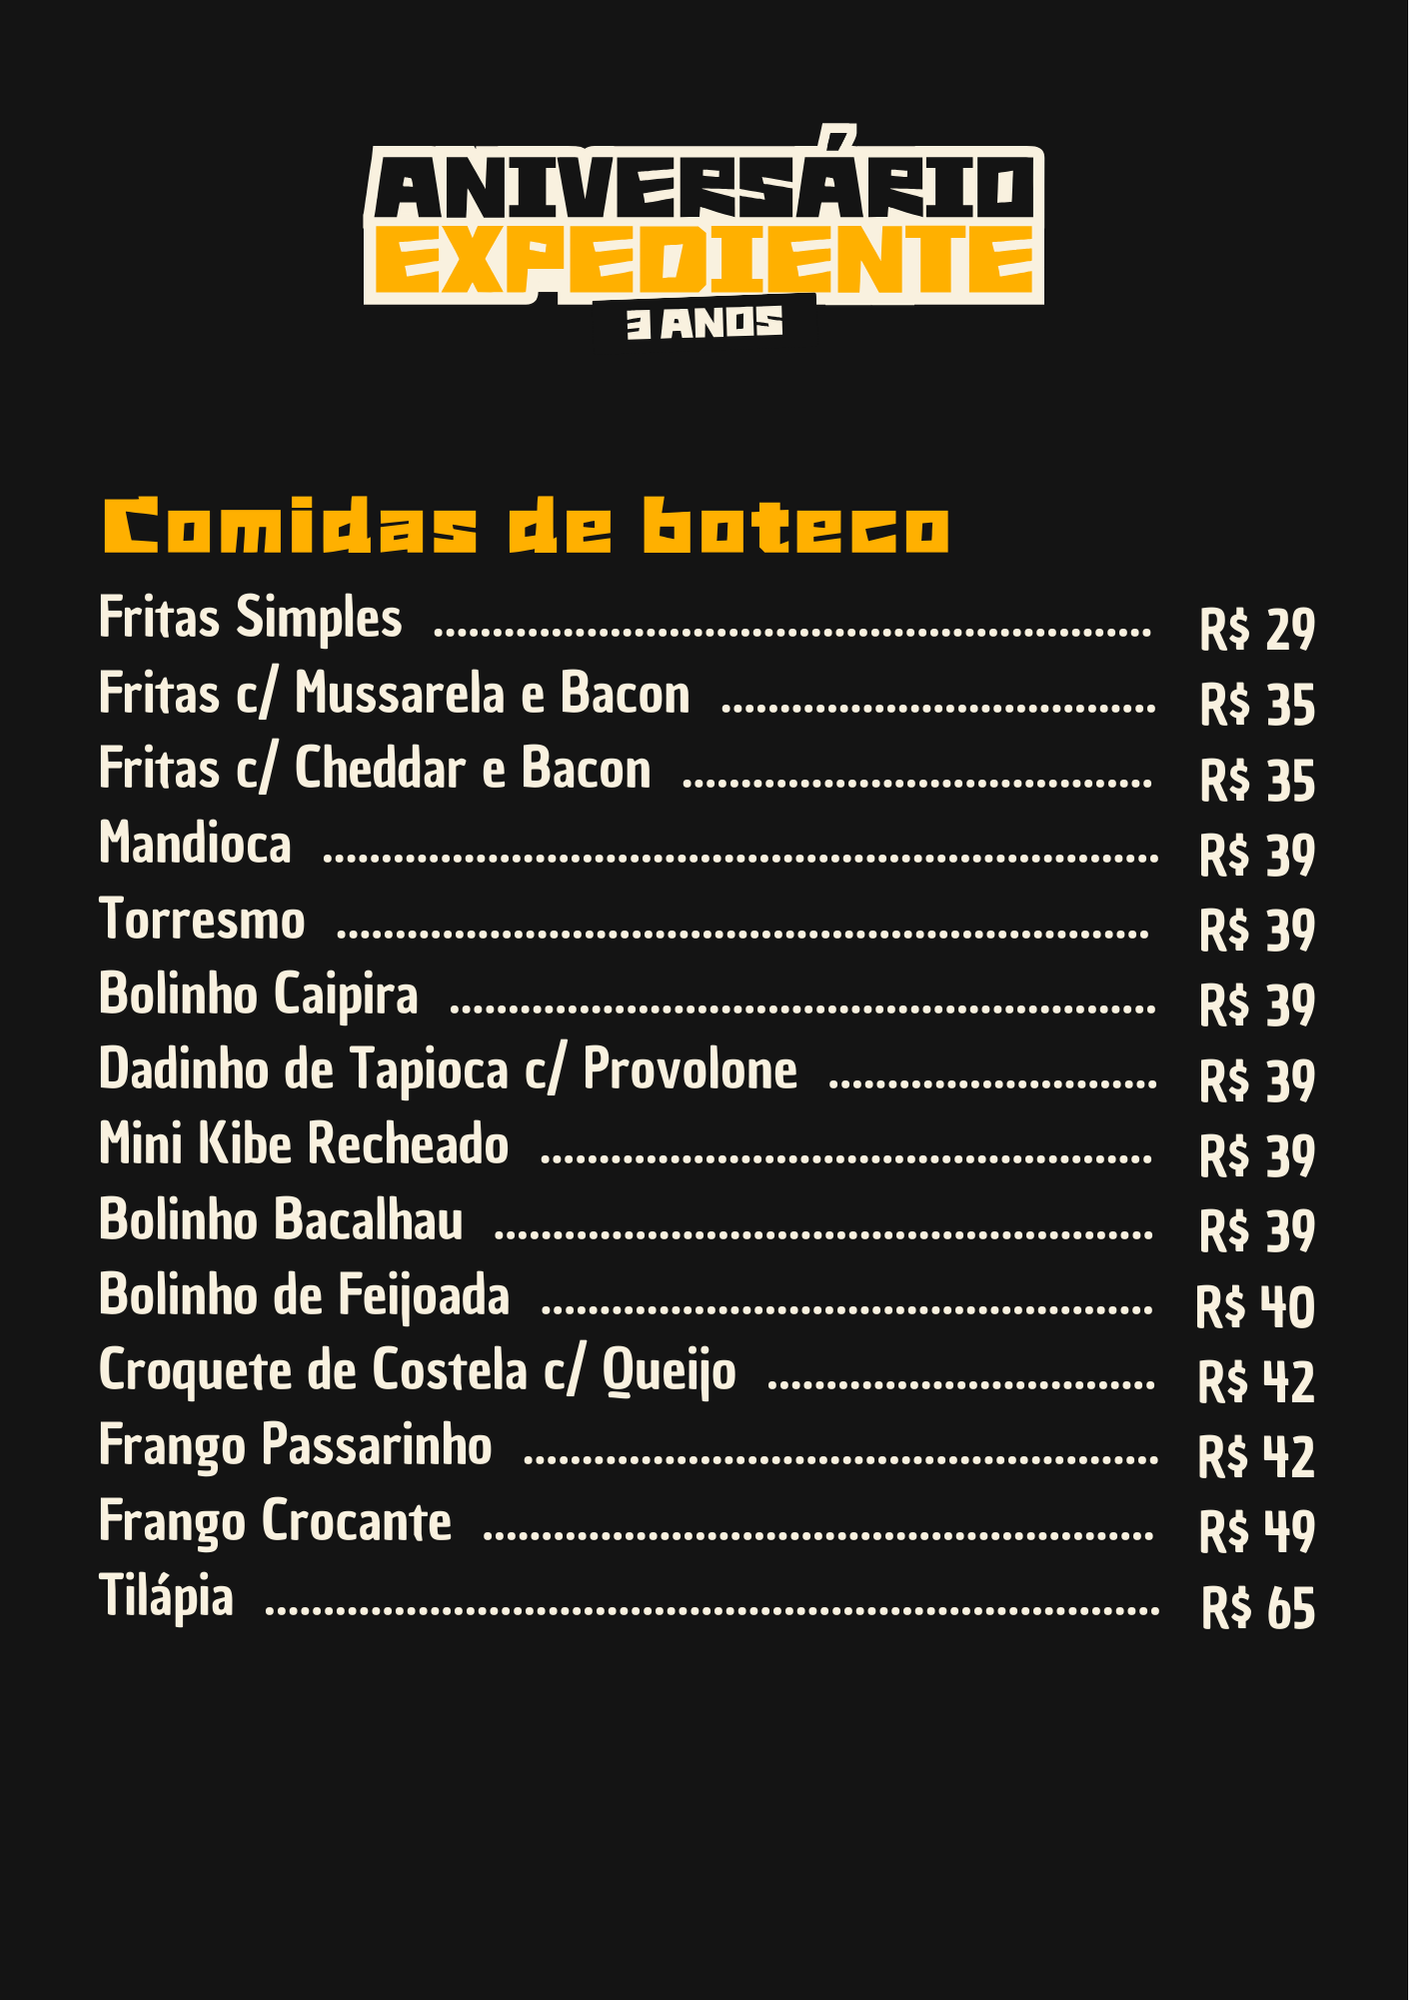 ANIVERSÁRIO
EXPEDIENTE
3 ANOS
Comidas de boteco
Fritas Simples ............................................................. R$ 29
Fritas c/ Mussarela e Bacon ..................................... R$ 35
Fritas c/ Cheddar e Bacon ........................................ R$ 35
Mandioca ....................................................................... R$ 39
Torresmo ..................................................................... R$ 39
Bolinho Caipira ............................................................ R$ 39
Dadinho de Tapioca c/ Provolone ............................ R$ 39
Mini Kibe Recheado .................................................... R$ 39
Bolinho Bacalhau ........................................................ R$ 39
Bolinho de Feijoada .................................................... R$ 40
Croquete de Costela c/ Queijo ................................. R$ 42
Frango Passarinho ...................................................... R$ 42
Frango Crocante ......................................................... R$ 49
Tilápia ............................................................................ R$ 65